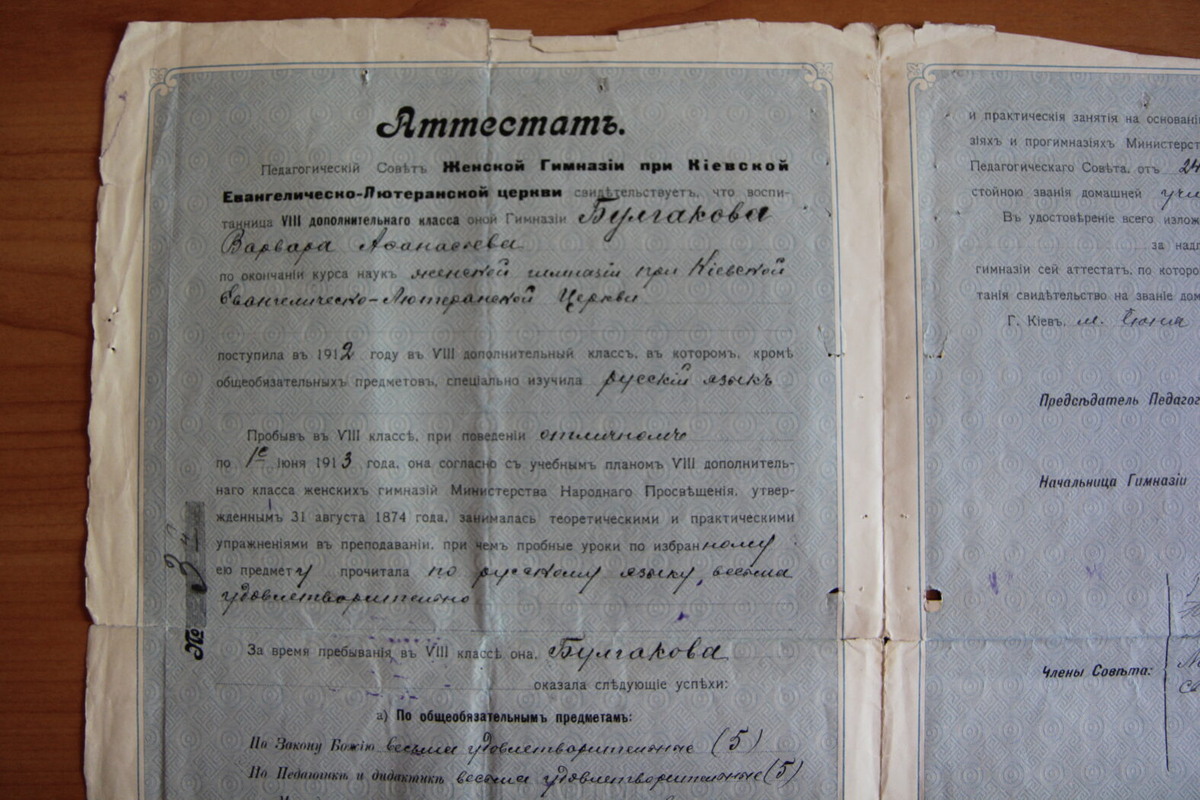 Аттестатъ.
Педагогическій Совѣтъ Женской Гимназіи при Кіевской
Евангелическо-Лютеранской церкви свидѣтельствуетъ, что воспи-
танница VIII дополнительнаго класса оной Гимназіи Булгакова
Варвара Афанасьева
по окончаніи курса наукъ женской гимназіи при Кіевской
Евангелическо-Лютеранской Церкви
поступила въ 1912 году въ VIII дополнительный классъ, въ которомъ, кромѣ
общеобязательныхъ предметовъ, спеціально изучила русскій языкъ
Пробывъ въ VIII классѣ, при поведеніи отличномъ
по 1е Іюня 1913 года, она согласно съ учебнымъ планомъ VIII дополнитель-
наго класса женскихъ гимназій Министерства Народнаго Просвѣщенія, утвер-
жденнымъ 31 августа 1874 года, занималась теоретическими и практическими
упражненіями въ преподаваніи, при чемъ пробные уроки по избранному
ею предмету прочитала по русскому языку, весьма
удовлетворительно
№ 3
За время пребыванія въ VIII классѣ она, Булгакова
оказала слѣдующіе успѣхи:
а) По общеобязательнымъ предметамъ:
По Закону Божію весьма удовлетворительные (5)
По Педагогикѣ и дидактикѣ весьма удовлетворительные (5)
и практическія занятія на основані
зіяхъ и прогимназіяхъ Министерст
Педагогическаго Совѣта, отъ 24
стойною званія домашней учи
Въ удостовѣреніе всего излож
за надл
гимназіи сей аттестатъ, по которо
танія свидѣтельство на званіе дом
Г. Кіевъ, м. Іюня
Предсѣдатель Педагог
Начальница Гимназіи
Члены Совѣта: